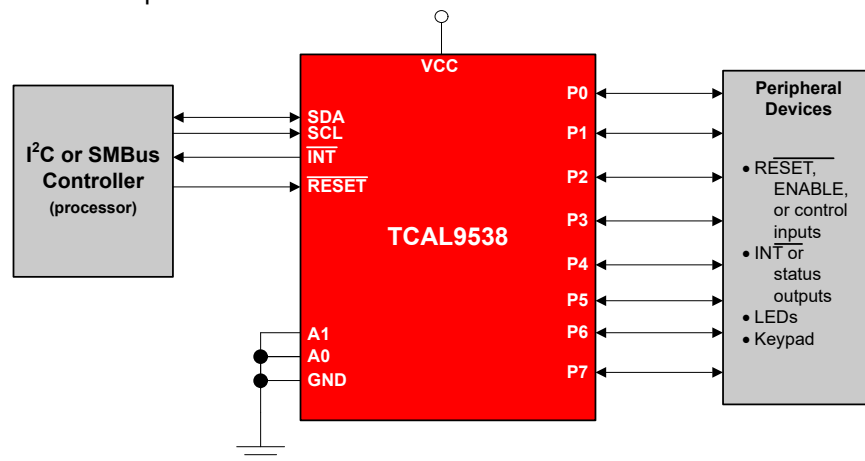 VCC
I²C or SMBus
Controller
(processor)
SDA
SCL
INT
RESET
TCAL9538
A1
A0
GND
P0
P1
P2
P3
P4
P5
P6
P7
Peripheral
Devices
• RESET,
ENABLE,
or control
inputs
• INT or
status
outputs
• LEDs
• Keypad